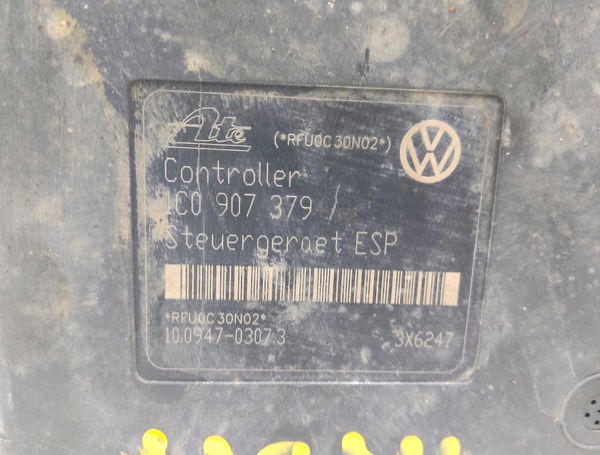 Ate (*RFU0C30N02*)
Controller
1C0 907 379
Steuergeraet ESP
*RFU0C30N02*
10.0947-0307.3 3X6247